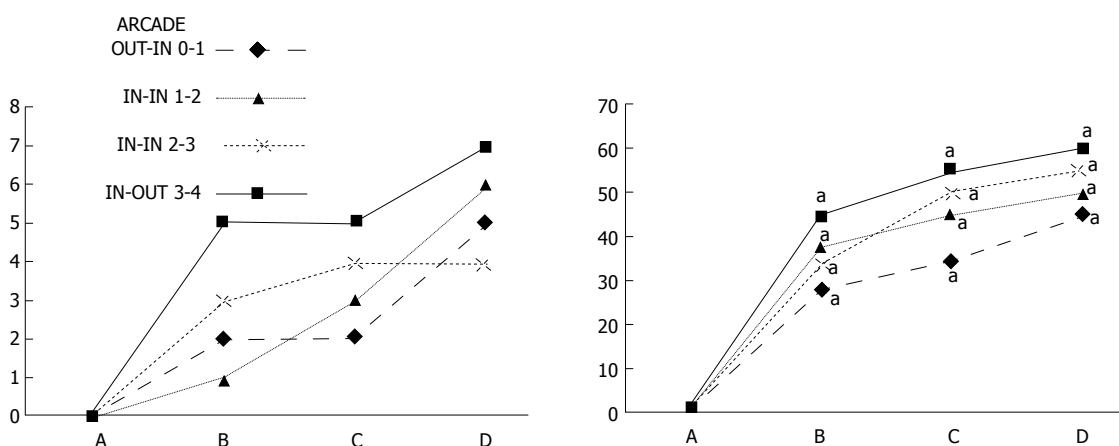 ARCADE
OUT-IN 0-1
IN-IN 1-2
IN-IN 2-3
IN-OUT 3-4
8
7
6
5
4
3
2
1
0
A B C D
70
60
50
40
30
20
10
0
a a a
a a a
a a a
a a a
A B C D